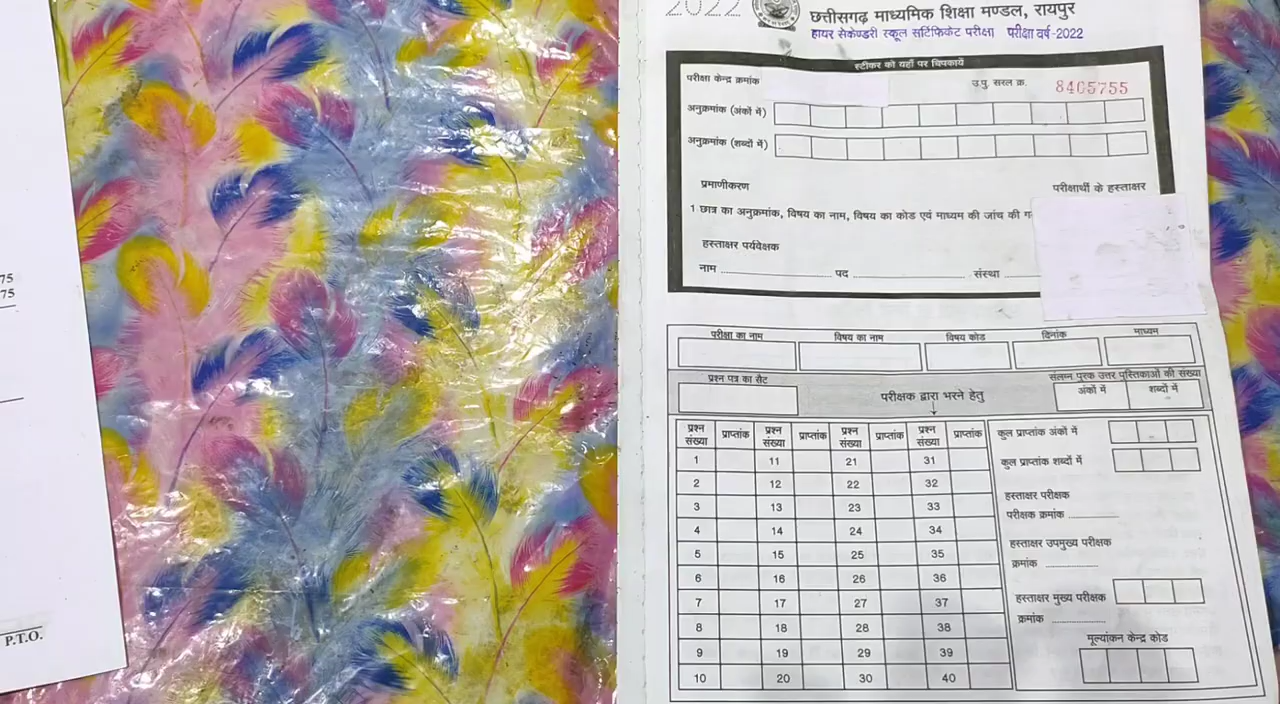 75
75
P.T.O.
2022
छत्तीसगढ़ माध्यमिक शिक्षा मण्डल, रायपुर
हायर सेकेण्डरी स्कूल सर्टिफिकेट परीक्षा परीक्षा वर्ष-2022
स्टीकर को यहाँ पर चिपकायें
परीक्षा केन्द्र क्रमांक उ.पु. सरल क्र. 8405755
अनुक्रमांक (अंकों में)
अनुक्रमांक (शब्दों में)
प्रमाणीकरण परीक्षार्थी के हस्ताक्षर
1 छात्र का अनुक्रमांक, विषय का नाम, विषय का कोड एवं माध्यम की जांच की
हस्ताक्षर पर्यवेक्षक
नाम पद संस्था
परीक्षा का नाम विषय का नाम विषय कोड दिनांक माध्यम
प्रश्न पत्र का सैट संलग्न पूरक उत्तर पुस्तिकाओं की संख्या
परीक्षक द्वारा भरने हेतु अंकों में शब्दों में
प्रश्न संख्या प्राप्तांक प्रश्न संख्या प्राप्तांक प्रश्न संख्या प्राप्तांक प्रश्न संख्या प्राप्तांक
1 11 21 31
2 12 22 32
3 13 23 33
4 14 24 34
5 15 25 35
6 16 26 36
7 17 27 37
8 18 28 38
9 19 29 39
10 20 30 40
कुल प्राप्तांक अंकों में
कुल प्राप्तांक शब्दों में
हस्ताक्षर परीक्षक
परीक्षक क्रमांक
हस्ताक्षर उपमुख्य परीक्षक
क्रमांक
हस्ताक्षर मुख्य परीक्षक
क्रमांक
मूल्यांकन केन्द्र कोड